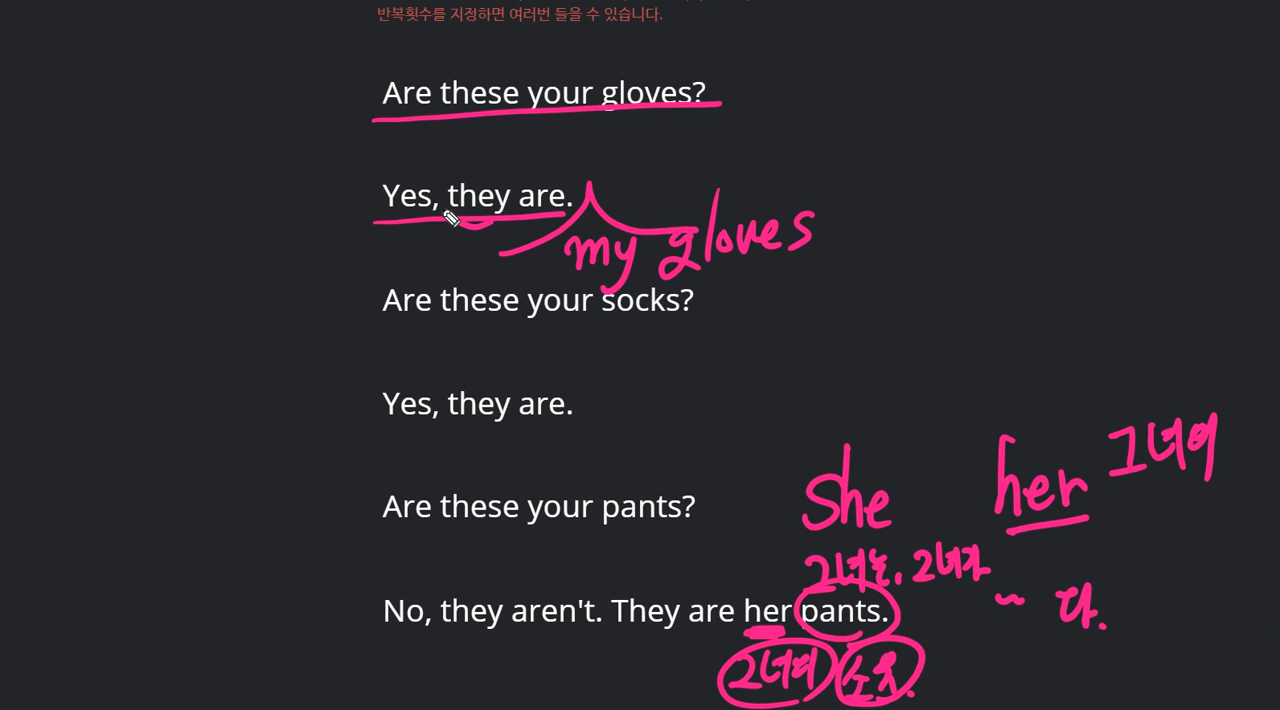 반복횟수를 지정하면 여러번 들을 수 있습니다.
Are these your gloves?
Yes, they are.
my gloves
Are these your socks?
Yes, they are.
She her 그녀의
Are these your pants?
그녀는, 그녀가
~ 다.
No, they aren't. They are her pants.
그녀의 소유.